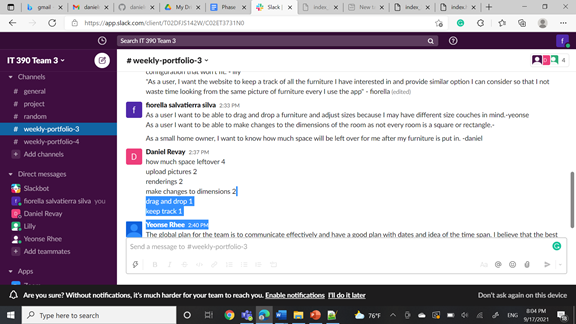 gmail
daniel
daniel
My Dri
Phase
Slack
index_
New t
index_
index.h
https://app.slack.com/client/T02DFJS142W/C02ET3731N0
Search IT 390 Team 3
IT 390 Team 3
# weekly-portfolio-3
4
Channels
# general
# project
# random
# weekly-portfolio-3
# weekly-portfolio-4
Add channels
Direct messages
Slackbot
fiorella salvatierra silva you
Daniel Revay
Lilly
Yeonse Rhee
Add teammates
Apps
configuration that won't fit. - lily
"As a user, I want the website to keep a track of all the furniture I have interested in and provide similar option I can consider so that I not
waste time looking from the same picture of furniture every I use the app" - fiorella (edited)
fiorella salvatierra silva 2:33 PM
As a user I want to be able to drag and drop a furniture and adjust sizes because I may have different size couches in mind.-yeonse
As a user I want to be able to make changes to the dimensions of the room as not every room is a square or rectangle.-
As a small home owner, I want to know how much space will be left over for me after my furniture is put in. -daniel
Daniel Revay 2:37 PM
how much space leftover 4
upload pictures 2
renderings 2
make changes to dimensions 2
drag and drop 1
keep track 1
Yeonse Rhee 2:40 PM
The global plan for the team is to communicate effectively and have a good plan with dates and idea of the time span. I believe that the best
Send a message to #weekly-portfolio-3
Are you sure? Without notifications, it's much harder for your team to reach you. Enable notifications I'll do it later
Don't ask again on this device
Type here to search
76°F
ENG
8:04 PM
9/17/2021